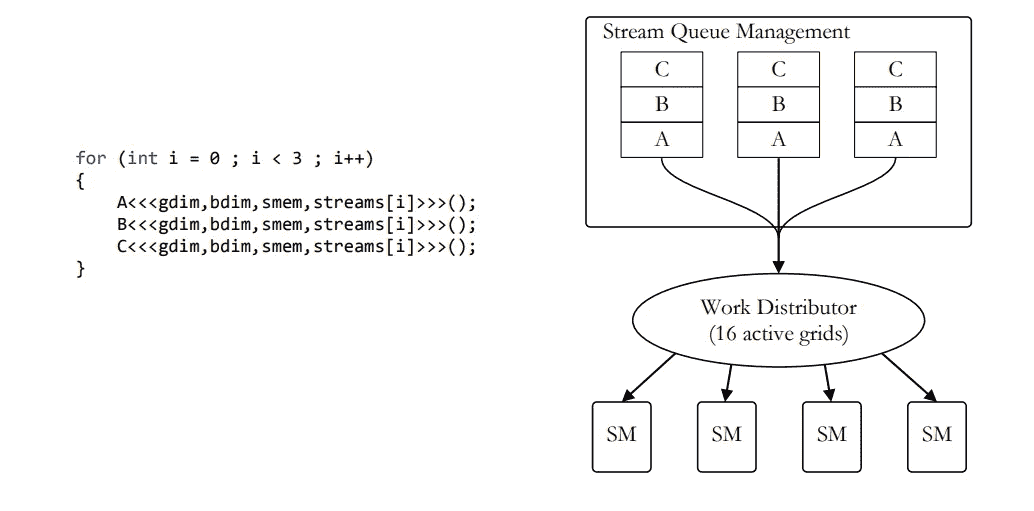 for (int i = 0 ; i < 3 ; i++)
{
    A<<<gdim,bdim,smem,streams[i]>>>();
    B<<<gdim,bdim,smem,streams[i]>>>();
    C<<<gdim,bdim,smem,streams[i]>>>();
}
Stream Queue Management
C C C
B B B
A A A
Work Distributor
(16 active grids)
SM SM SM SM